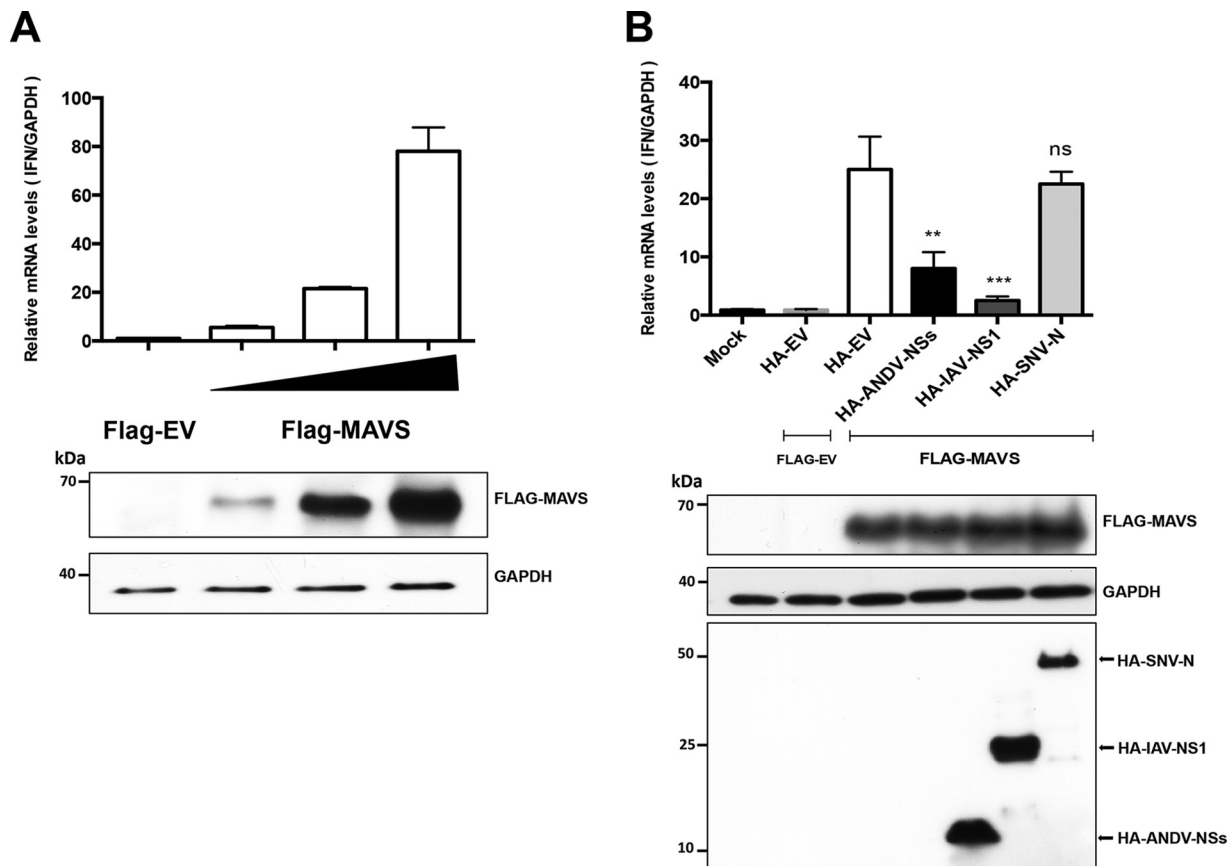 A
Relative mRNA levels ( IFN/GAPDH )
100
80
60
40
20
0
Flag-EV
Flag-MAVS
kDa
70
FLAG-MAVS
40
GAPDH
B
Relative mRNA levels (IFN/GAPDH )
40
30
20
10
0
**
***
ns
Mock
HA-EV
HA-EV
HA-ANDV-NSs
HA-IAV-NS1
HA-SNV-N
FLAG-EV
FLAG-MAVS
kDa
70
FLAG-MAVS
40
GAPDH
50
HA-SNV-N
25
HA-IAV-NS1
10
HA-ANDV-NSs